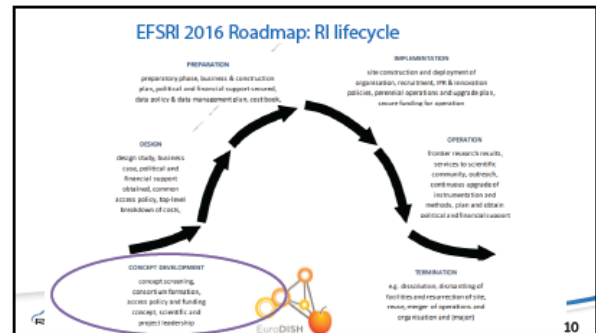 EFSRI 2016 Roadmap: RI lifecycle
PREPARATION
preparatory phase, business & construction
plan, political and financial support secured,
data policy & data management plan, costbook,
IMPLEMENTATION
site construction and deployment of
organisation, recruitment, IPR & innovation
policies, perennial operations and upgrade plan,
secure funding for operation
DESIGN
design study, business
case, political and
financial support
obtained, common
access policy, top-level
breakdown of costs,
OPERATION
frontier research results,
services to scientific
community, outreach,
continuous upgrade of
instrumentation and
methods, plan and obtain
political and financial support
CONCEPT DEVELOPMENT
concept screening,
consortium formation,
access policy and funding
concept, scientific and
project leadership
TERMINATION
e.g. dissolution, dismantling of
facilities and resurrection of site,
reuse, merger of operations and
organisation and (major)
EuroDISH
10